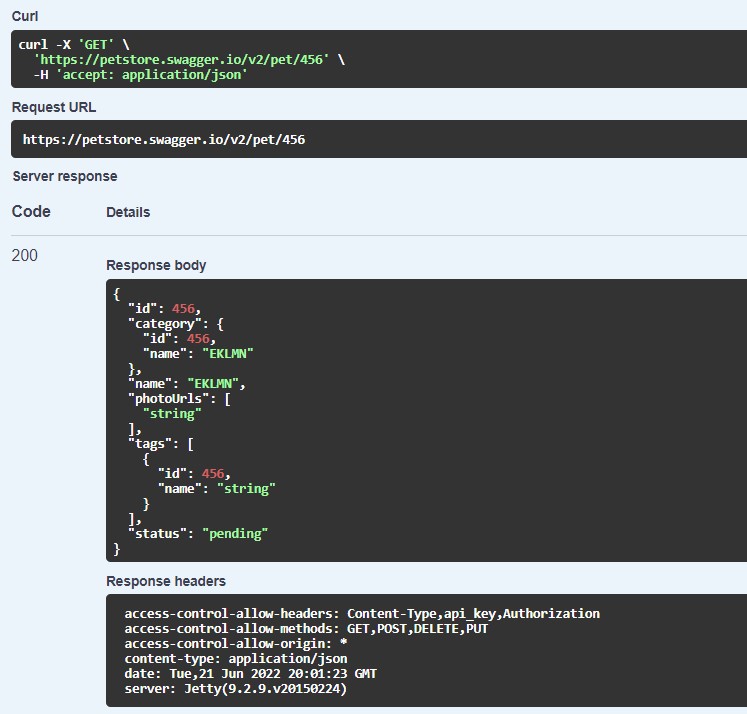 Curl
curl -X 'GET' \
  'https://petstore.swagger.io/v2/pet/456' \
  -H 'accept: application/json'
Request URL
https://petstore.swagger.io/v2/pet/456
Server response
Code Details
200
Response body
{
  "id": 456,
  "category": {
    "id": 456,
    "name": "EKLMN"
  },
  "name": "EKLMN",
  "photoUrls": [
    "string"
  ],
  "tags": [
    {
      "id": 456,
      "name": "string"
    }
  ],
  "status": "pending"
}
Response headers
access-control-allow-headers: Content-Type,api_key,Authorization
access-control-allow-methods: GET,POST,DELETE,PUT
access-control-allow-origin: *
content-type: application/json
date: Tue,21 Jun 2022 20:01:23 GMT
server: Jetty(9.2.9.v20150224)